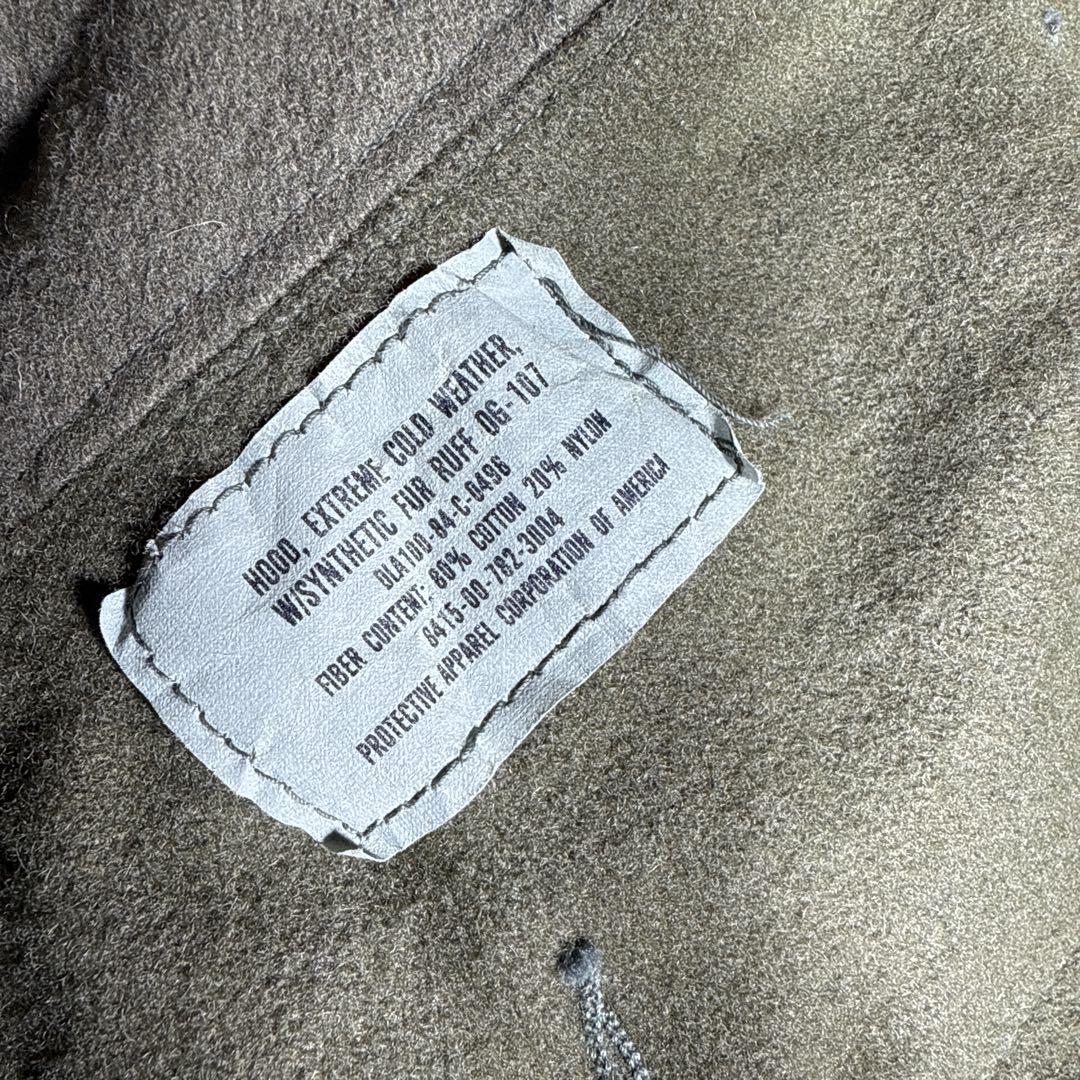 HOOD, EXTREME COLD WEATHER,
W/SYNTHETIC FUR RUFF OG-107
DLA100-84-C-0496
FIBER CONTENT: 80% COTTON 20% NYLON
8415-00-782-3004
PROTECTIVE APPAREL CORPORATION OF AMERICA